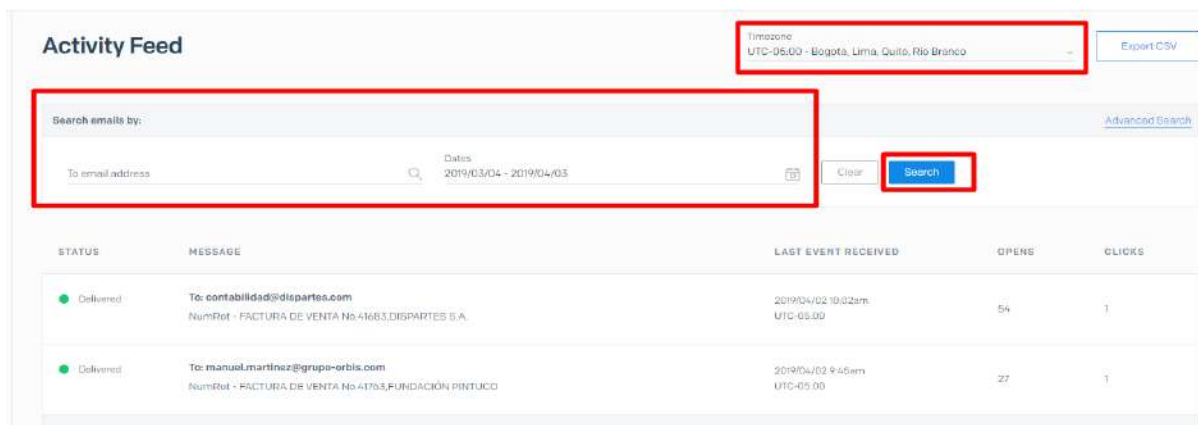 Activity Feed
Timezone
UTC-05:00 - Bogota, Lima, Quito, Rio Branco
Export CSV
Search emails by:
Advanced Search
To email address
Dates
2019/03/04 - 2019/04/03
Clear
Search
STATUS MESSAGE LAST EVENT RECEIVED OPENS CLICKS
Delivered
To: contabilidad@dispartes.com
NumRot - FACTURA DE VENTA No.41683,DISPARTES S.A.
2019/04/02 10:02am
UTC-05:00
54
1
Delivered
To: manuel.martinez@grupo-orbis.com
NumRot - FACTURA DE VENTA No.41763,FUNDACIÓN PINTUCO
2019/04/02 9:45am
UTC-05:00
27
1